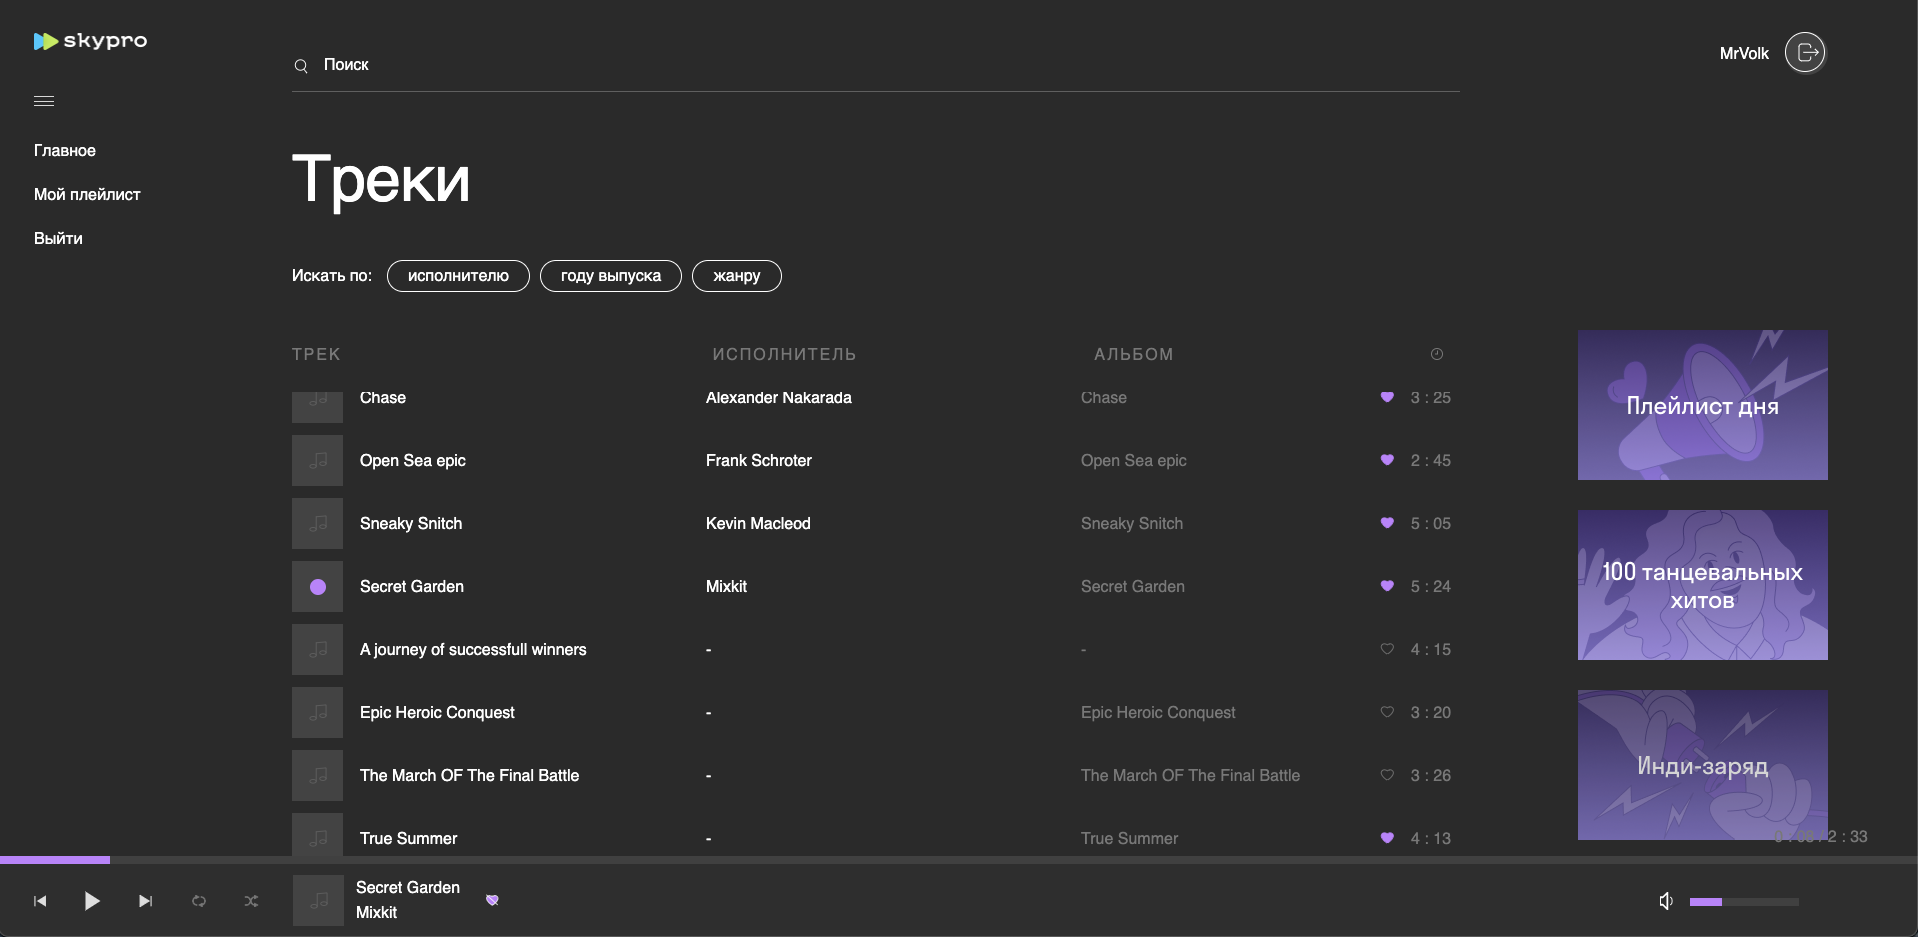 skypro
Поиск
MrVolk
Главное
Мой плейлист
Выйти
Треки
Искать по: исполнителю году выпуска жанру
ТРЕК ИСПОЛНИТЕЛЬ АЛЬБОМ
Chase Alexander Nakarada Chase 3 : 25
Open Sea epic Frank Schroter Open Sea epic 2 : 45
Sneaky Snitch Kevin Macleod Sneaky Snitch 5 : 05
Secret Garden Mixkit Secret Garden 5 : 24
A journey of successfull winners - - 4 : 15
Epic Heroic Conquest - Epic Heroic Conquest 3 : 20
The March OF The Final Battle - The March OF The Final Battle 3 : 26
True Summer - True Summer 4 : 13
Плейлист дня
100 танцевальных
хитов
Инди-заряд
/ 2 : 33
Secret Garden
Mixkit